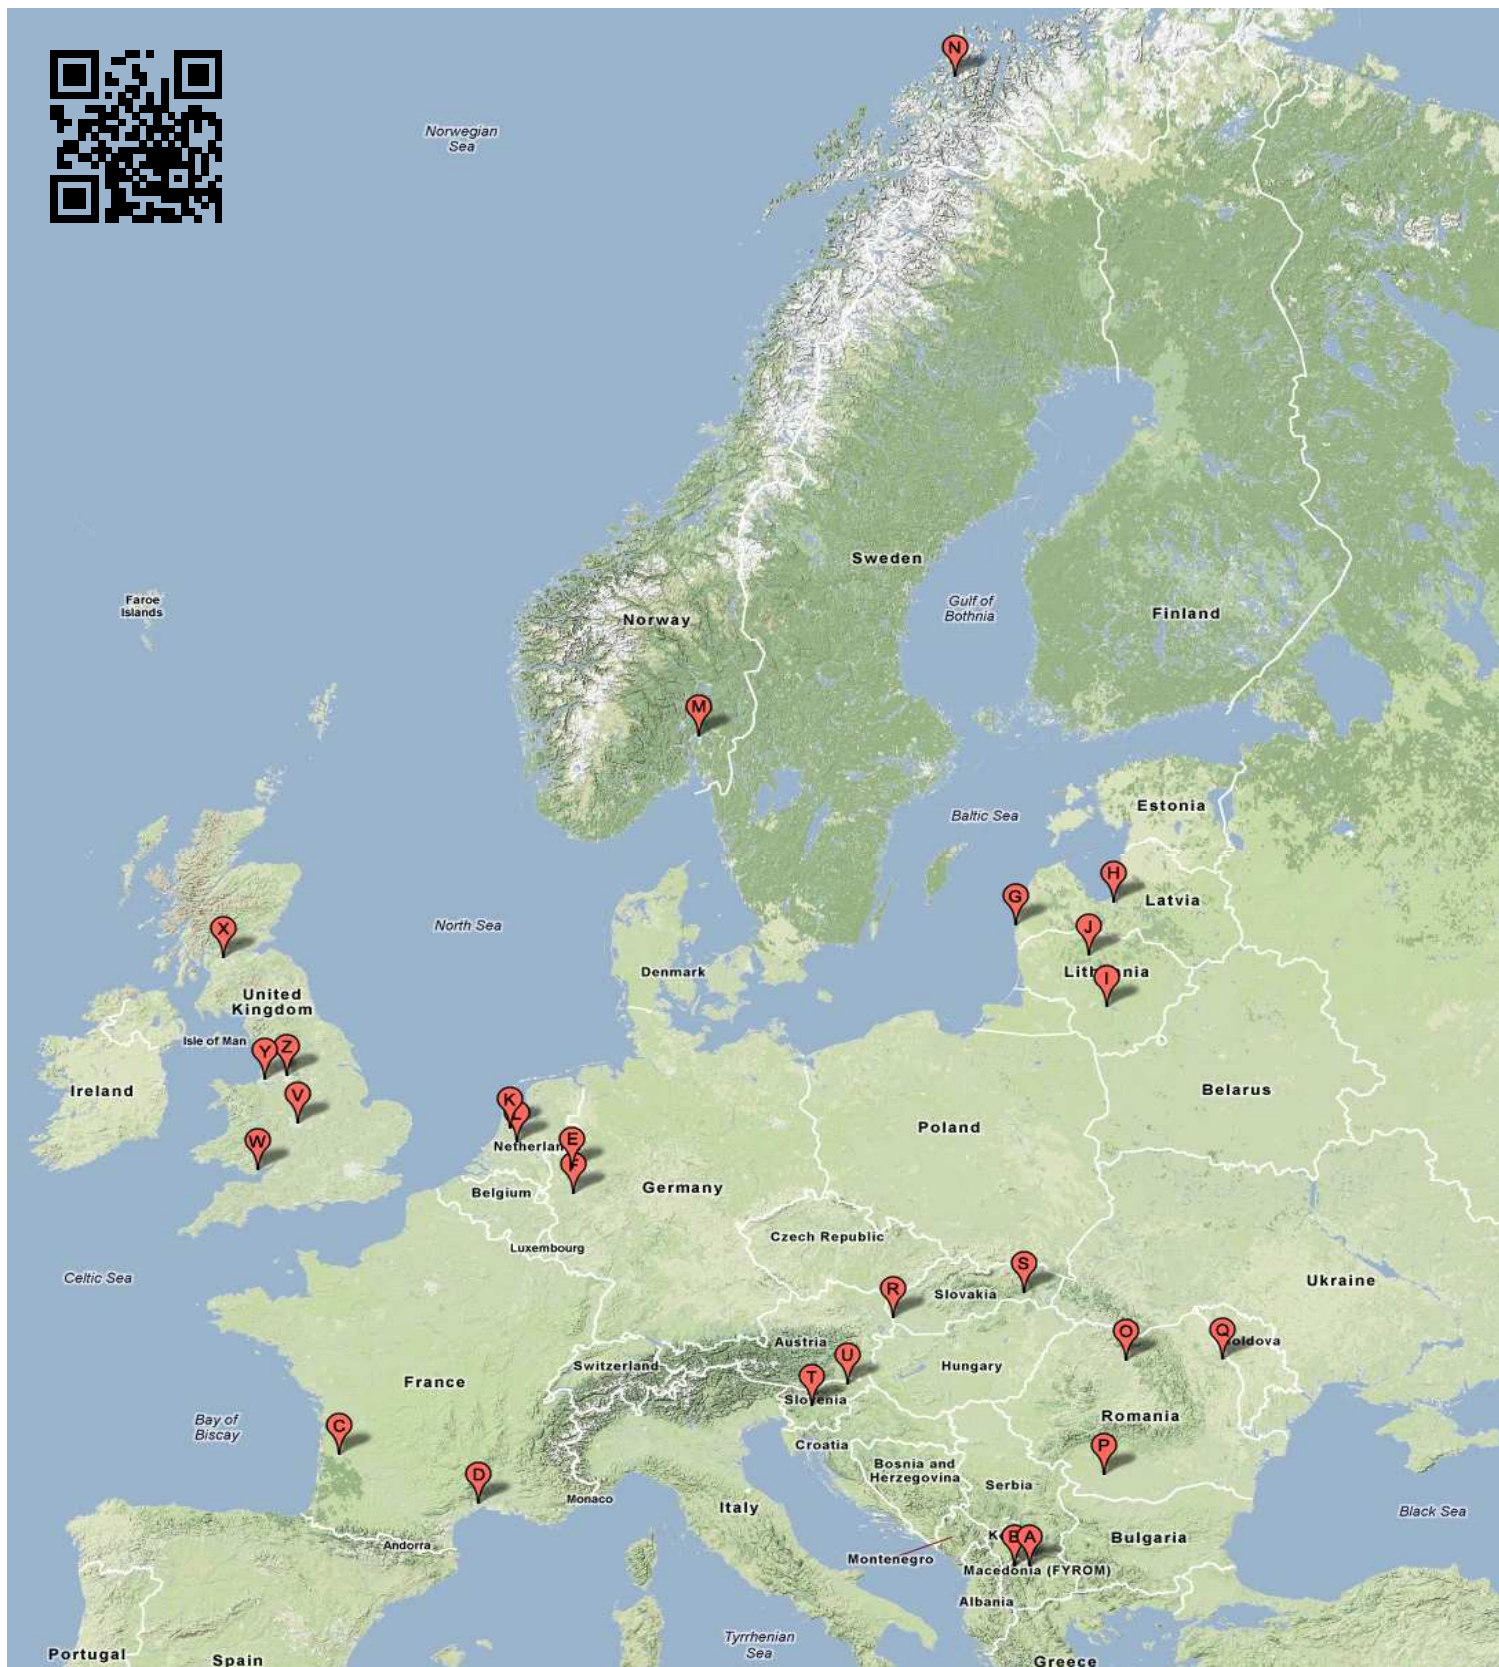 N
Norwegian
Sea
Sweden
Faroe
Islands
Gulf of
Bothnia
Finland
Norway
M
Estonia
Baltic Sea
H
G
Latvia
X
North Sea
J
Denmark
Lith nia
I
United
Kingdom
Isle of Man
Y
Z
Ireland
V
K
L
Belarus
W
E
Netherlan
Poland
F
Belgium
Germany
Czech Republic
Luxembourg
Celtic Sea
S
Ukraine
R
Slovakia
O
Q
oldova
Austria
U
Switzerland
Hungary
T
France
Slovenia
Bay of
Biscay
C
Romania
Croatia
P
Bosnia and
Herzegovina
D
Serbia
Monaco
Italy
Black Sea
K
B
A
Bulgaria
Andorra
Montenegro
Macedonia (FYROM)
Albania
Tyrrhenian
Sea
Portugal
Spain
Greece